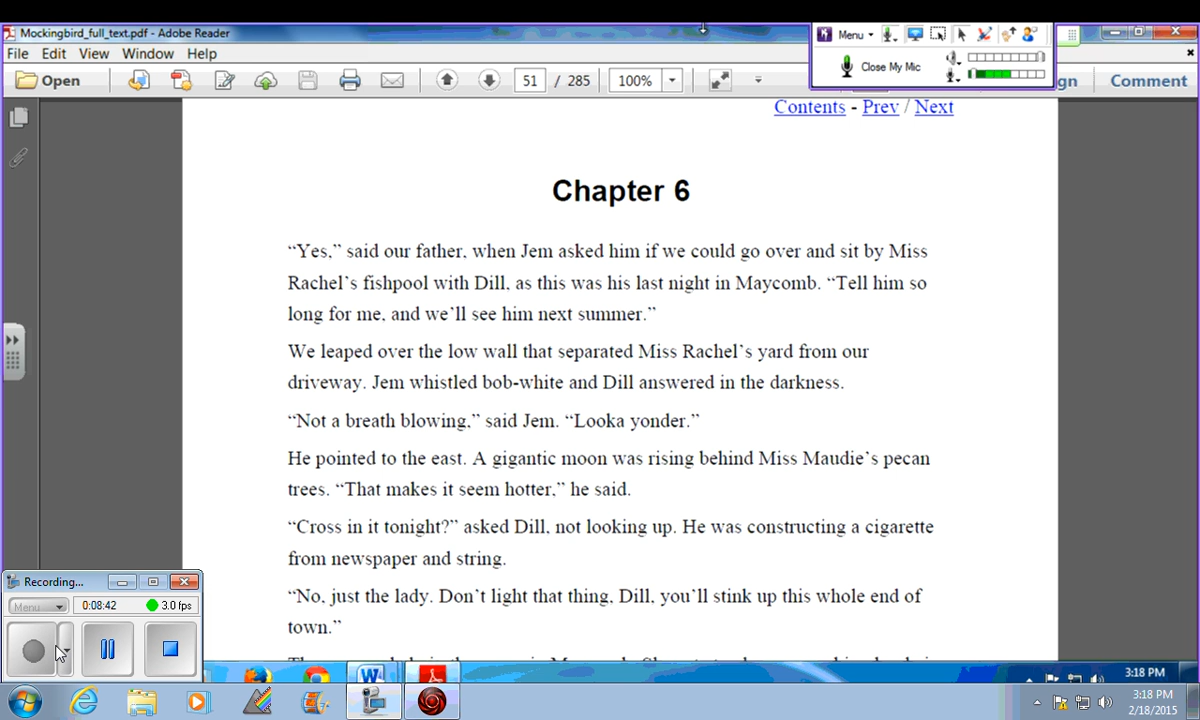 Mockingbird_full_text.pdf - Adobe Reader
Menu
File Edit View Window Help
Close My Mic
Open 51 / 285 100% Comment
Contents - Prev / Next
Chapter 6
“Yes,” said our father, when Jem asked him if we could go over and sit by Miss
Rachel’s fishpool with Dill, as this was his last night in Maycomb. “Tell him so
long for me, and we’ll see him next summer.”
We leaped over the low wall that separated Miss Rachel’s yard from our
driveway. Jem whistled bob-white and Dill answered in the darkness.
“Not a breath blowing,” said Jem. “Looka yonder.”
He pointed to the east. A gigantic moon was rising behind Miss Maudie’s pecan
trees. “That makes it seem hotter,” he said.
“Cross in it tonight?” asked Dill, not looking up. He was constructing a cigarette
from newspaper and string.
“No, just the lady. Don’t light that thing, Dill, you’ll stink up this whole end of
town.”
Recording...
Menu 0:08:42 3.0 fps
3:18 PM
3:18 PM
2/18/2015